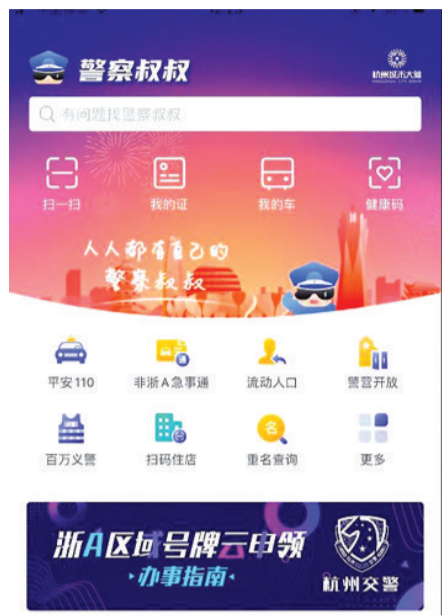 警察叔叔
杭州城市大脑
有问题找警察叔叔
扫一扫 我的证 我的车 健康码
人人都有自己的
警察叔叔
平安110 非浙A急事通 流动人口 警营开放
百万义警 扫码住店 重名查询 更多
浙A区域号牌云申领
·办事指南·
杭州交警